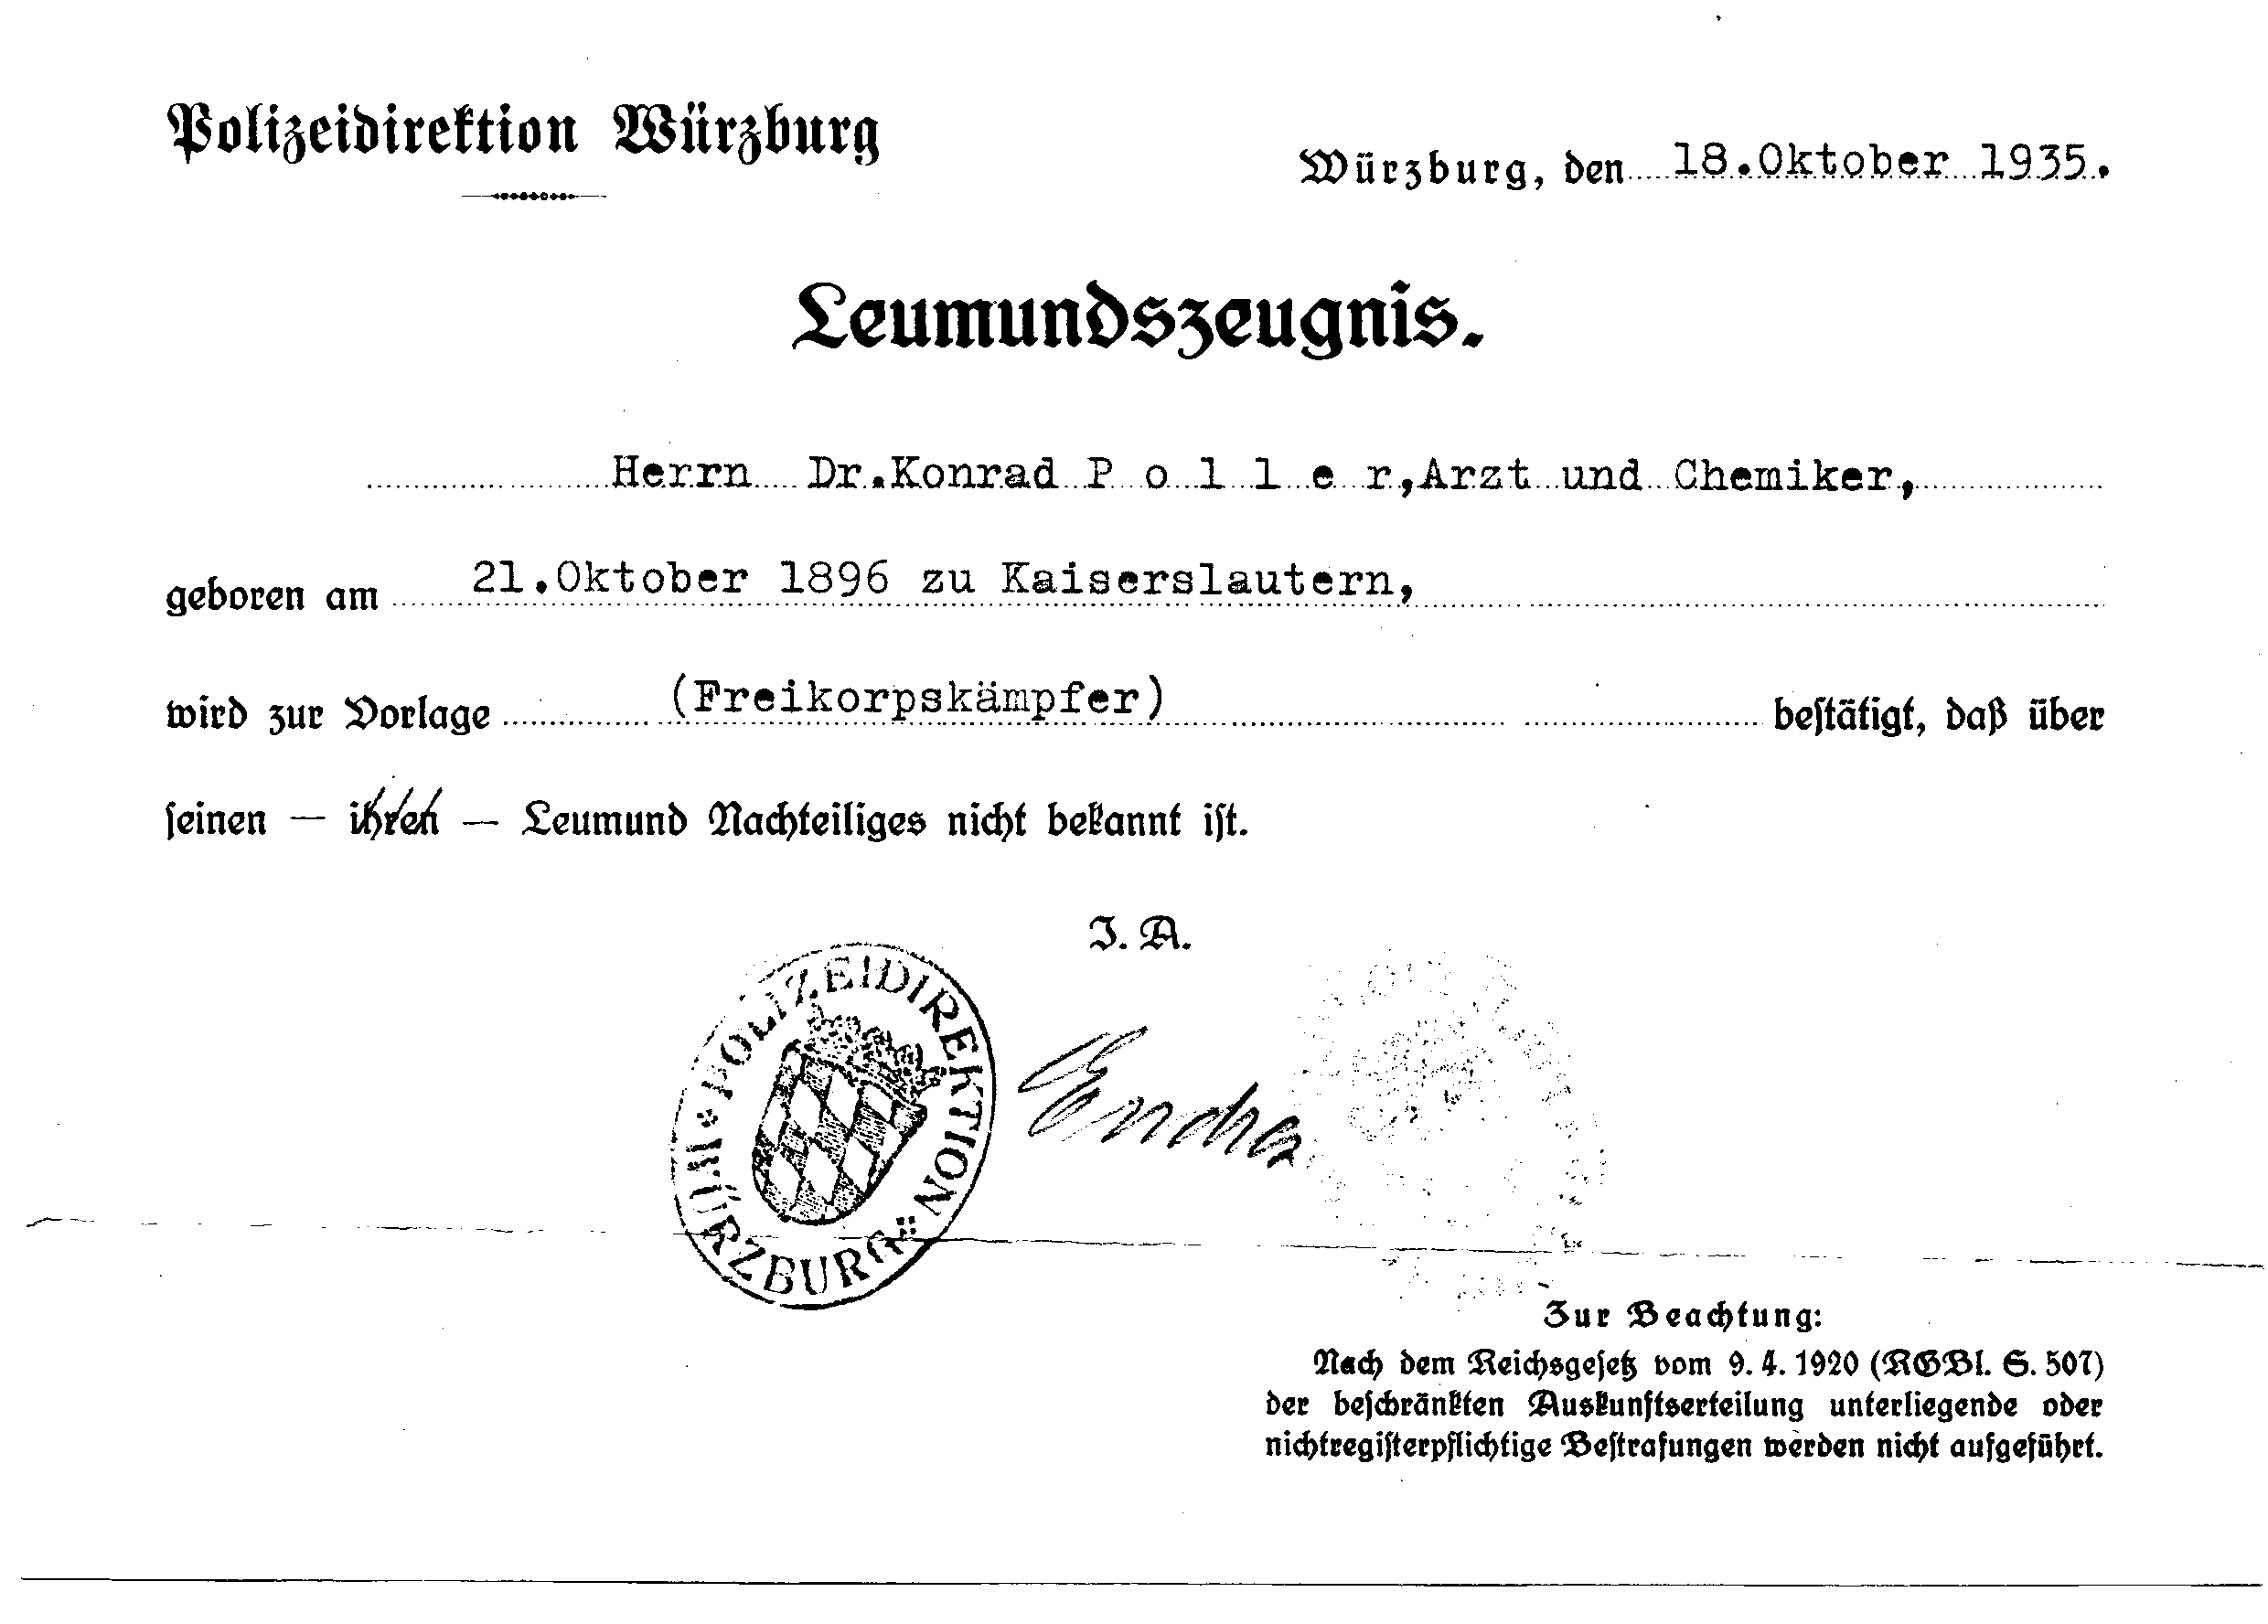 Polizeidirektion Würzburg
Würzburg, den 18.Oktober 1935.
Leumundszeugnis.
Herrn Dr.Konrad P o l l e r,Arzt und Chemiker,
geboren am 21.Oktober 1896 zu Kaiserslautern,
wird zur Vorlage (Freikorpskämpfer) bestätigt, daß über
seinen — ihren — Leumund Nachteiliges nicht bekannt ist.
I. A.
POLIZEIDIREKTION
WÜRZBURG
Zur Beachtung:
Nach dem Reichsgesetz vom 9. 4. 1920 (RGBl. S. 507)
der beschränkten Auskunftserteilung unterliegende oder
nichtregisterpflichtige Bestrafungen werden nicht aufgeführt.